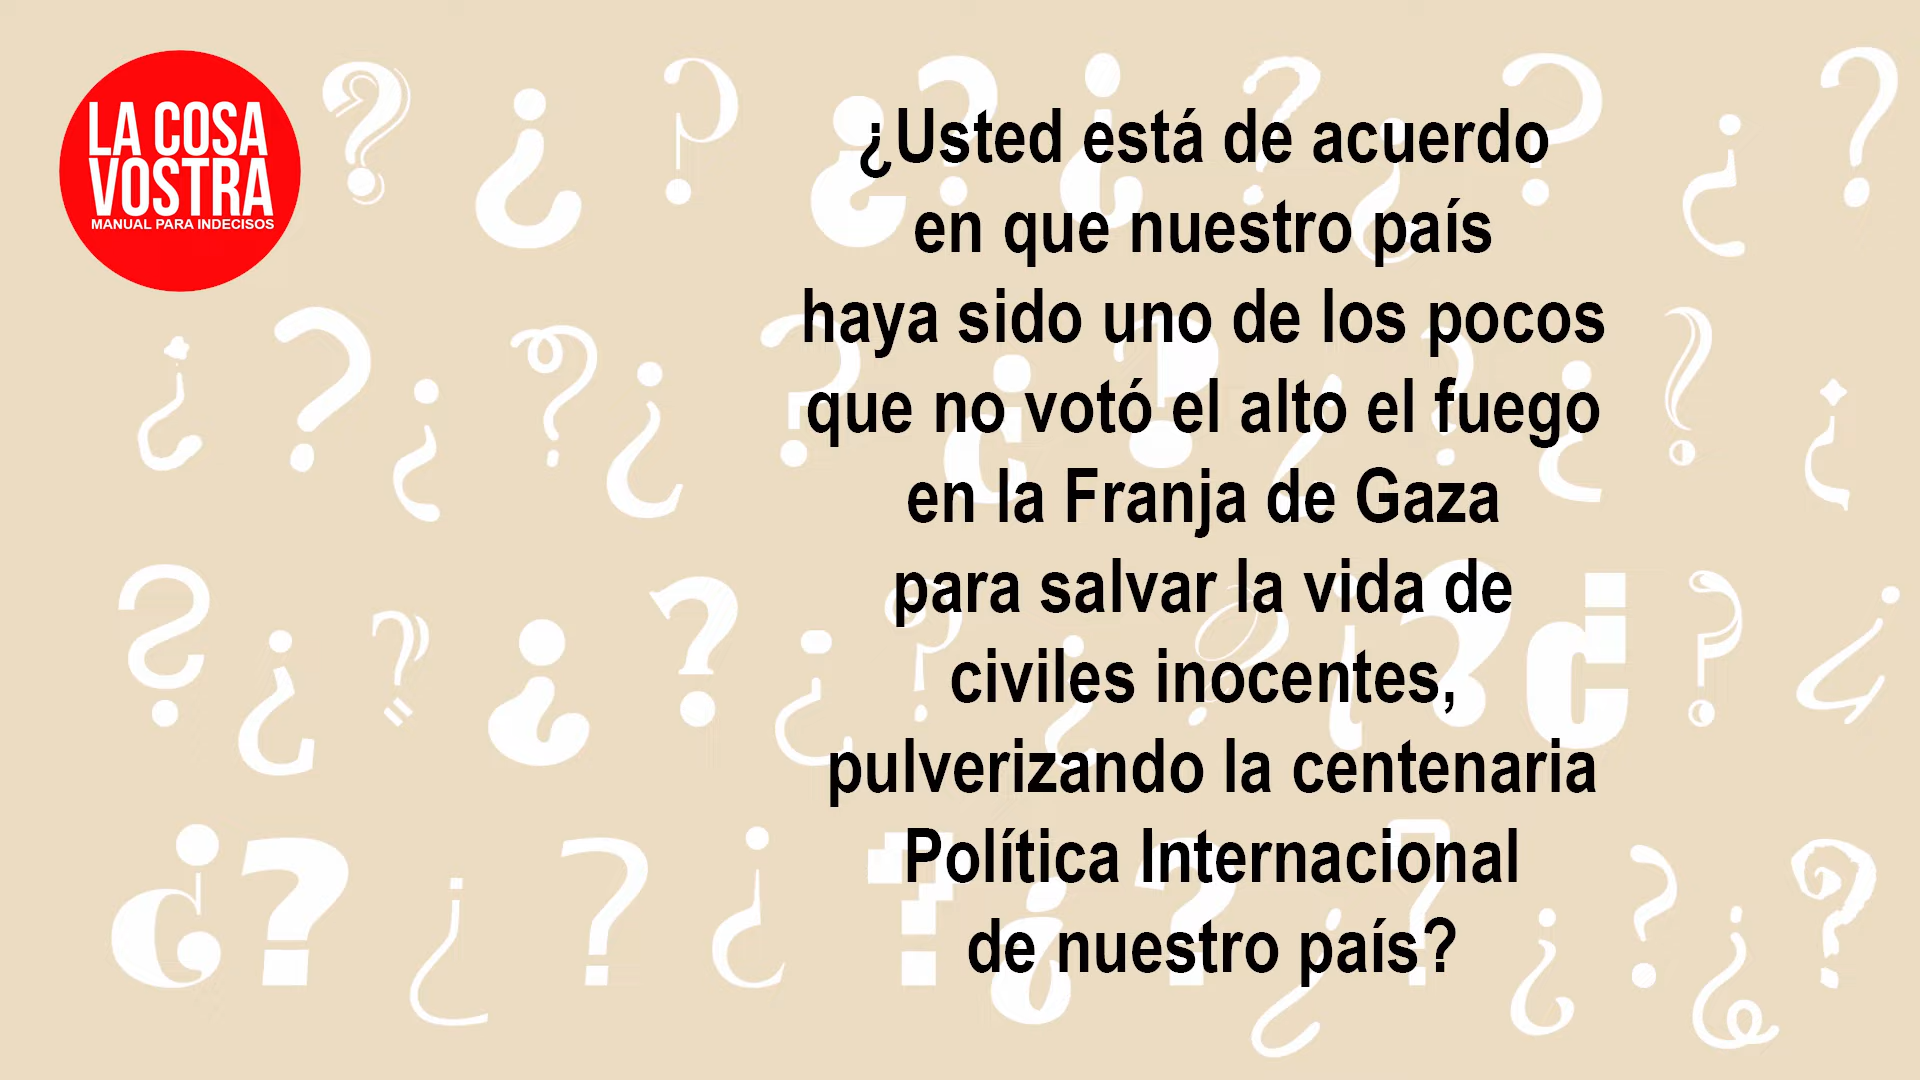 LA COSA
VOSTRA
MANUAL PARA INDECISOS
¿Usted está de acuerdo
en que nuestro país
haya sido uno de los pocos
que no votó el alto el fuego
en la Franja de Gaza
para salvar la vida de
civiles inocentes,
pulverizando la centenaria
Política Internacional
de nuestro país?